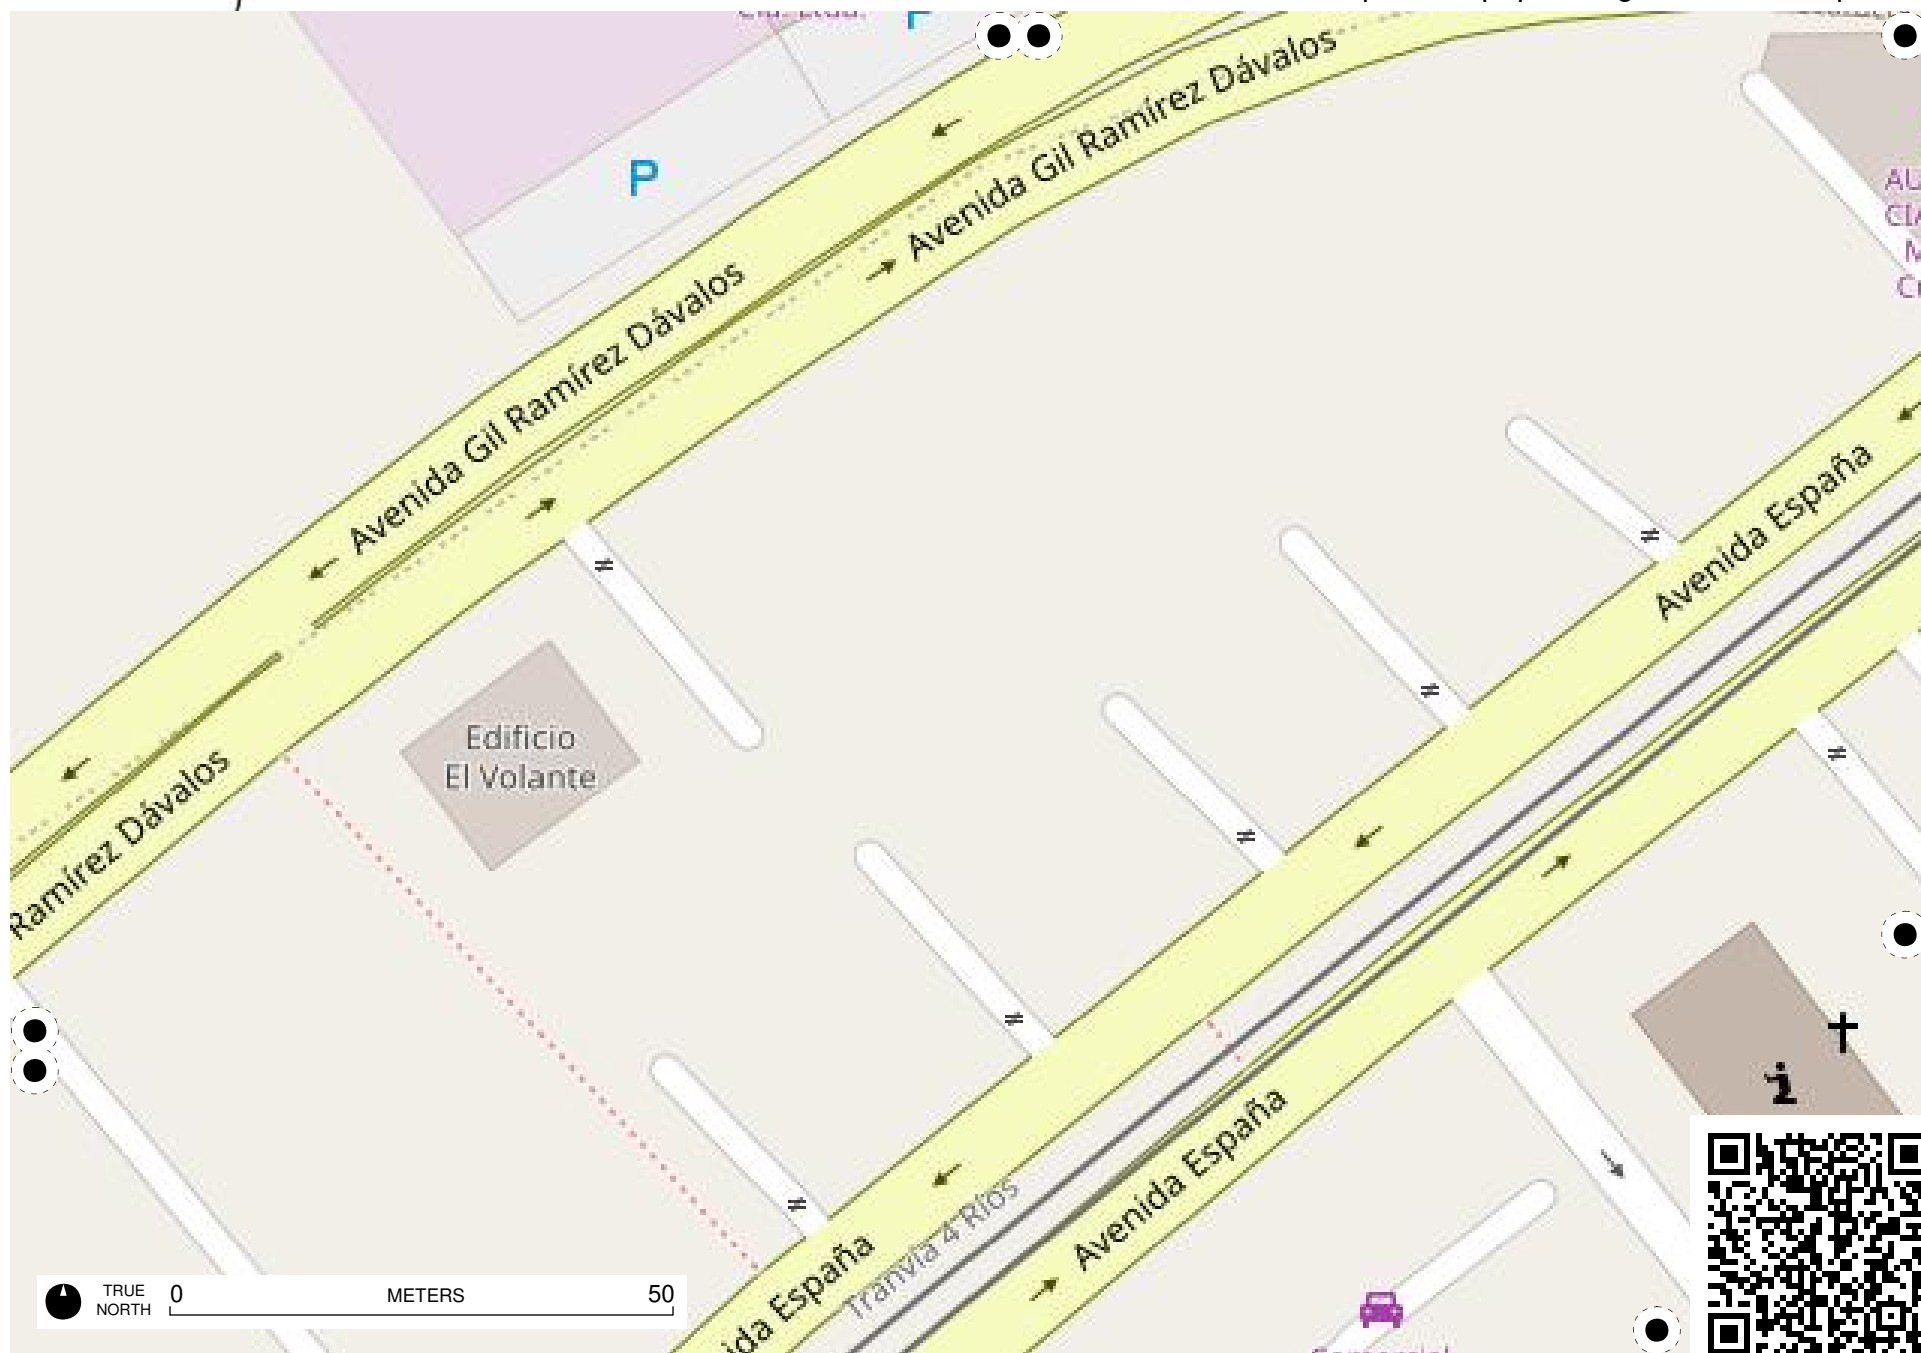 P
Avenida Gil Ramírez Dávalos
Avenida Gil Ramírez Dávalos
Avenida España
Edificio
El Volante
Ramírez Dávalos
Avenida España
España
Tranvía 4 Ríos
TRUE
NORTH
0
METERS
50